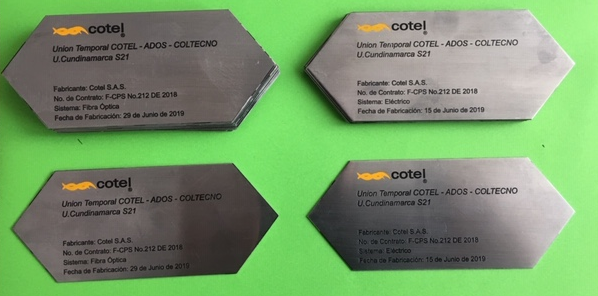 cotel
Union Temporal COTEL - ADOS - COLTECNO
U.Cundinamarca S21
Fabricante: Cotel S.A.S.
No. de Contrato: F-CPS No.212 DE 2018
Sistema: Fibra Óptica
Fecha de Fabricación: 29 de Junio de 2019
cotel
®
Union Temporal COTEL - ADOS - COLTECNO
U.Cundinamarca S21
Fabricante: Cotel S.A.S.
No. de Contrato: F-CPS No.212 DE 2018
Sistema: Eléctrico
Fecha de Fabricación: 15 de Junio de 2019
cotel
®
Union Temporal COTEL - ADOS - COLTECNO
U.Cundinamarca S21
Fabricante: Cotel S.A.S.
No. de Contrato: F-CPS No.212 DE 2018
Sistema: Fibra Óptica
Fecha de Fabricación: 29 de Junio de 2019
cotel
®
Union Temporal COTEL - ADOS - COLTECNO
U.Cundinamarca S21
Fabricante: Cotel S.A.S.
No. de Contrato: F-CPS No.212 DE 2018
Sistema: Eléctrico
Fecha de Fabricación: 15 de Junio de 2019